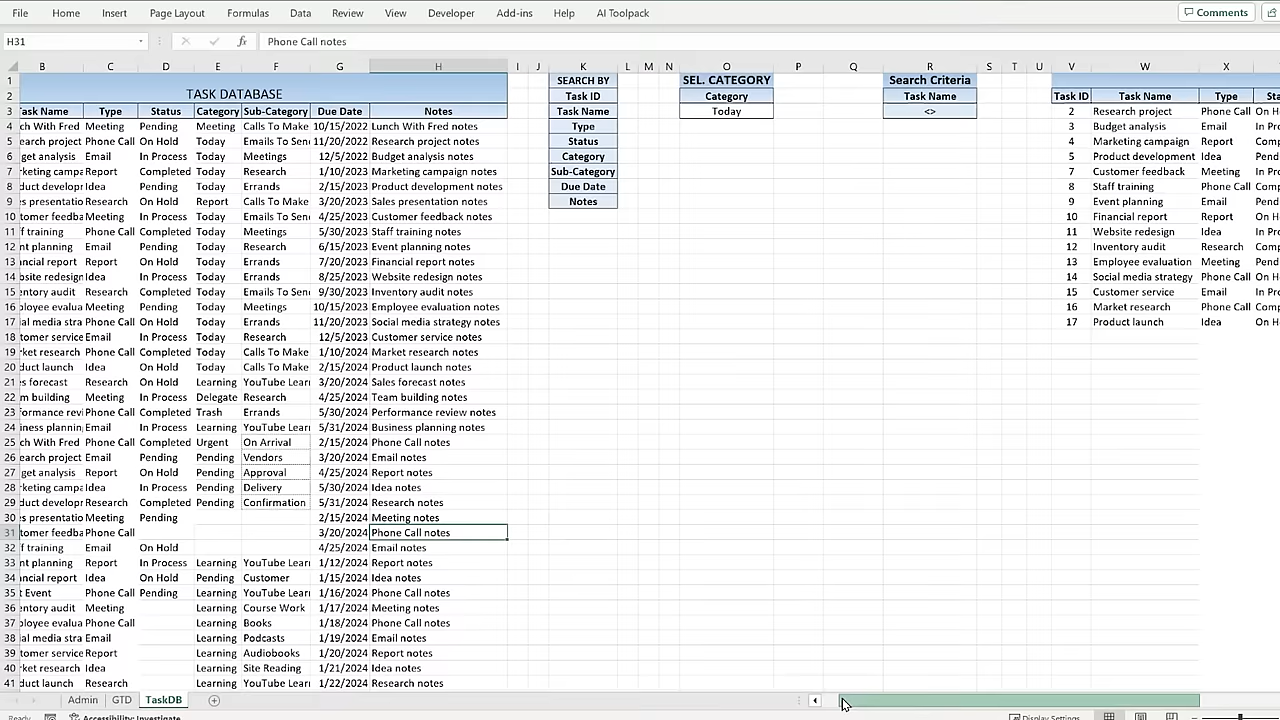 File Home Insert Page Layout Formulas Data Review View Developer Add-ins Help AI Toolpack Comments
H31 fx Phone Call notes
B C D E F G H I J K L M N O P Q R S T U V W X
1 SEARCH BY SEL. CATEGORY Search Criteria
2 TASK DATABASE Task ID Category Task Name Task ID Task Name Type
3 Task Name Type Status Category Sub-Category Due Date Notes Task Name Today <> 2 Research project Phone Call
4 ch With Fred Meeting Pending Meeting Calls To Make 10/15/2022 Lunch With Fred notes Type 3 Budget analysis Email In Process
5 earch project Phone Call On Hold Today Emails To Sen 11/20/2022 Research project notes Status 4 Marketing campaign Report
6 get analysis Email In Process Today Meetings 12/5/2022 Budget analysis notes Category 5 Product development Idea
7 keting campa Report Completed Today Research 1/10/2023 Marketing campaign notes Sub-Category 7 Customer feedback Meeting
8 duct develop Idea Pending Today Errands 2/15/2023 Product development notes Due Date 8 Staff training Phone Call
9 es presentatio Research On Hold Report Calls To Make 3/20/2023 Sales presentation notes Notes 9 Event planning Email
10 tomer feedba Meeting In Process Today Emails To Sen 4/25/2023 Customer feedback notes 10 Financial report Report
11 f training Phone Call Completed Today Meetings 5/30/2023 Staff training notes 11 Website redesign Idea
12 nt planning Email Pending Today Research 6/15/2023 Event planning notes 12 Inventory audit Research
13 ncial report Report On Hold Today Errands 7/20/2023 Financial report notes 13 Employee evaluation Meeting
14 bsite redesign Idea In Process Today Errands 8/25/2023 Website redesign notes 14 Social media strategy Phone Call
15 entory audit Research Completed Today Emails To Sen 9/30/2023 Inventory audit notes 15 Customer service Email
16 ployee evalua Meeting Pending Today Meetings 10/15/2023 Employee evaluation notes 16 Market research Phone Call
17 al media stra Phone Call On Hold Today Errands 11/20/2023 Social media strategy notes 17 Product launch Idea
18 tomer service Email In Process Today Research 12/5/2023 Customer service notes
19 ket research Phone Call Completed Today Calls To Make 1/10/2024 Market research notes
20 duct launch Idea On Hold Today Calls To Make 2/15/2024 Product launch notes
21 s forecast Research On Hold Learning YouTube Lear 3/20/2024 Sales forecast notes
22 m building Meeting In Process Delegate Research 4/25/2024 Team building notes
23 formance revi Phone Call Completed Trash Errands 5/30/2024 Performance review notes
24 iness plannin Email In Process Learning YouTube Lear 5/31/2024 Business planning notes
25 ch With Fred Phone Call Completed Urgent On Arrival 2/15/2024 Phone Call notes
26 earch project Email Pending Pending Vendors 3/20/2024 Email notes
27 get analysis Report On Hold Pending Approval 4/25/2024 Report notes
28 keting campa Idea In Process Pending Delivery 5/30/2024 Idea notes
29 duct develop Research Completed Pending Confirmation 5/31/2024 Research notes
30 s presentatio Meeting Pending 2/15/2024 Meeting notes
31 tomer feedba Phone Call 3/20/2024 Phone Call notes
32 f training Email On Hold 4/25/2024 Email notes
33 nt planning Report In Process Learning YouTube Lear 1/12/2024 Report notes
34 ncial report Idea On Hold Pending Customer 1/15/2024 Idea notes
35 t Event Phone Call Pending Learning YouTube Lear 1/16/2024 Phone Call notes
36 entory audit Meeting Learning Course Work 1/17/2024 Meeting notes
37 ployee evalua Phone Call Learning Books 1/18/2024 Phone Call notes
38 al media stra Email Learning Podcasts 1/19/2024 Email notes
39 tomer service Report Learning Audiobooks 1/20/2024 Report notes
40 ket research Idea Learning Site Reading 1/21/2024 Idea notes
41 duct launch Research Learning YouTube Lear 1/22/2024 Research notes
Admin GTD TaskDB
Ready Accessibility: Investigate Display Settings